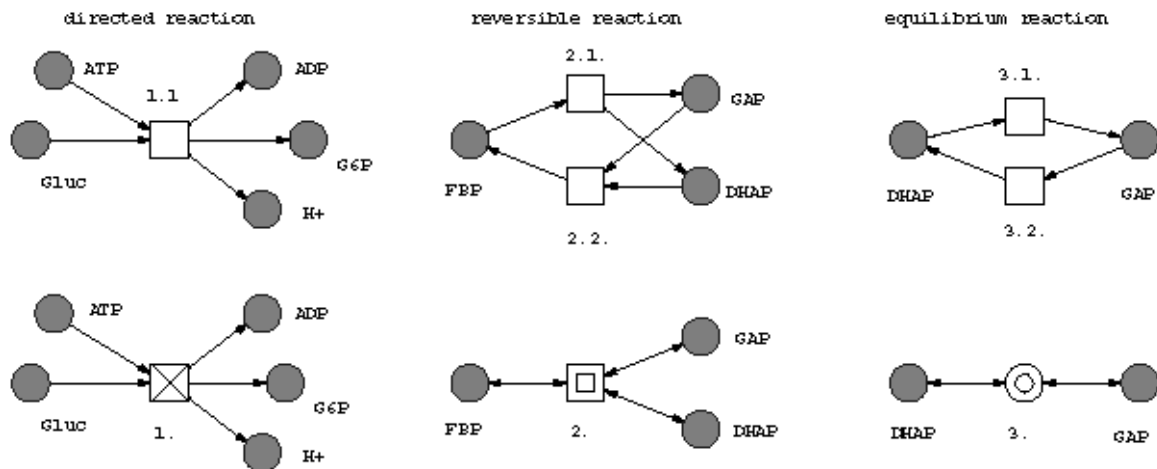 directed reaction
reversible reaction
equilibrium reaction
ATP
ADP
1.1
Gluc
G6P
H+
2.1.
GAP
FBP
DHAP
2.2.
3.1.
DHAP
GAP
3.2.
ATP
ADP
Gluc
G6P
1.
H+
GAP
FBP
2.
DHAP
DHAP
3.
GAP